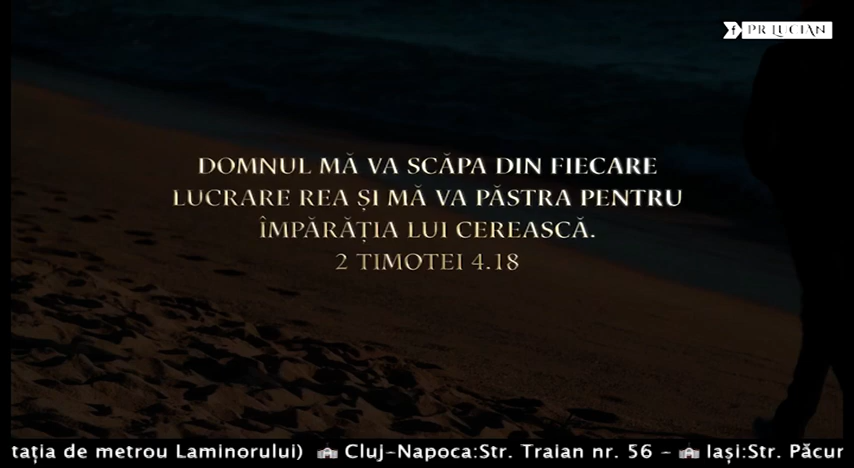 PR LUCIAN
DOMNUL MĂ VA SCĂPA DIN FIECARE
LUCRARE REA ȘI MĂ VA PĂSTRA PENTRU
ÎMPĂRĂȚIA LUI CEREASCĂ.
2 TIMOTEI 4.18
tația de metrou Laminorului) Cluj-Napoca:Str. Traian nr. 56 - Iași:Str. Păcur